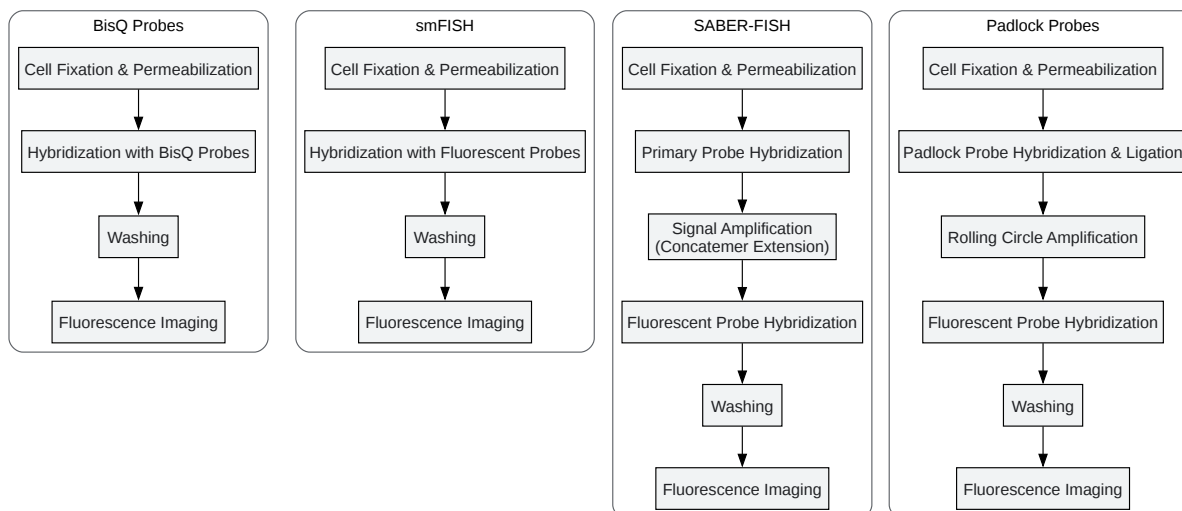 BisQ Probes
Cell Fixation & Permeabilization
Hybridization with BisQ Probes
Washing
Fluorescence Imaging
smFISH
Cell Fixation & Permeabilization
Hybridization with Fluorescent Probes
Washing
Fluorescence Imaging
SABER-FISH
Cell Fixation & Permeabilization
Primary Probe Hybridization
Signal Amplification
(Concatemer Extension)
Fluorescent Probe Hybridization
Washing
Fluorescence Imaging
Padlock Probes
Cell Fixation & Permeabilization
Padlock Probe Hybridization & Ligation
Rolling Circle Amplification
Fluorescent Probe Hybridization
Washing
Fluorescence Imaging